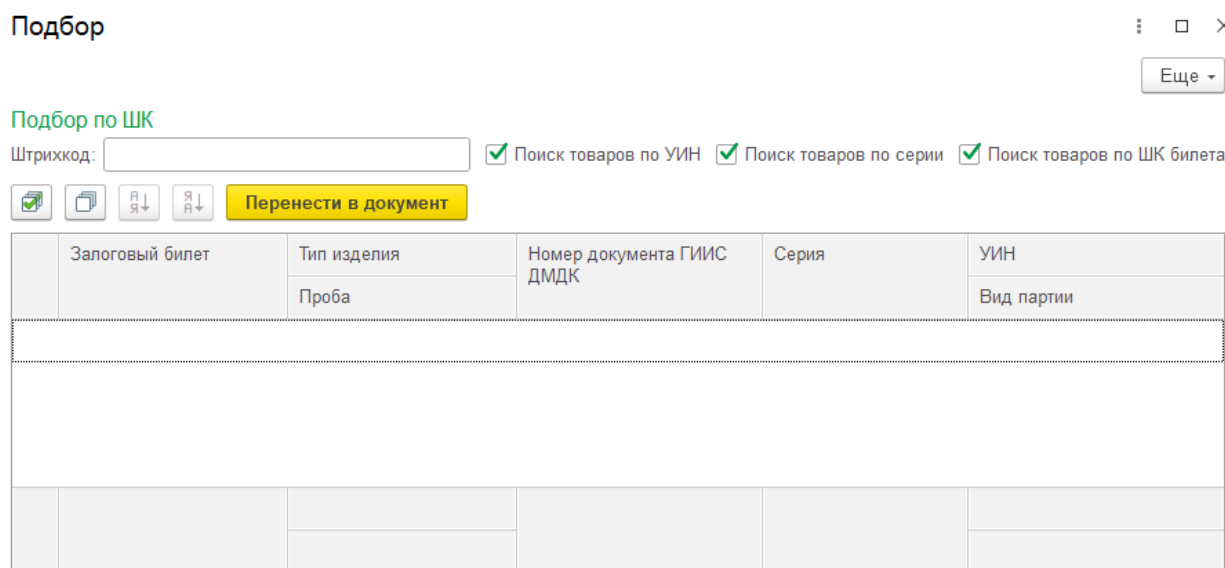 Подбор
Еще
Подбор по ШК
Штрихкод: Поиск товаров по УИН Поиск товаров по серии Поиск товаров по ШК билета
Перенести в документ
Залоговый билет Тип изделия Номер документа ГИИС ДМДК Серия УИН
Проба Вид партии